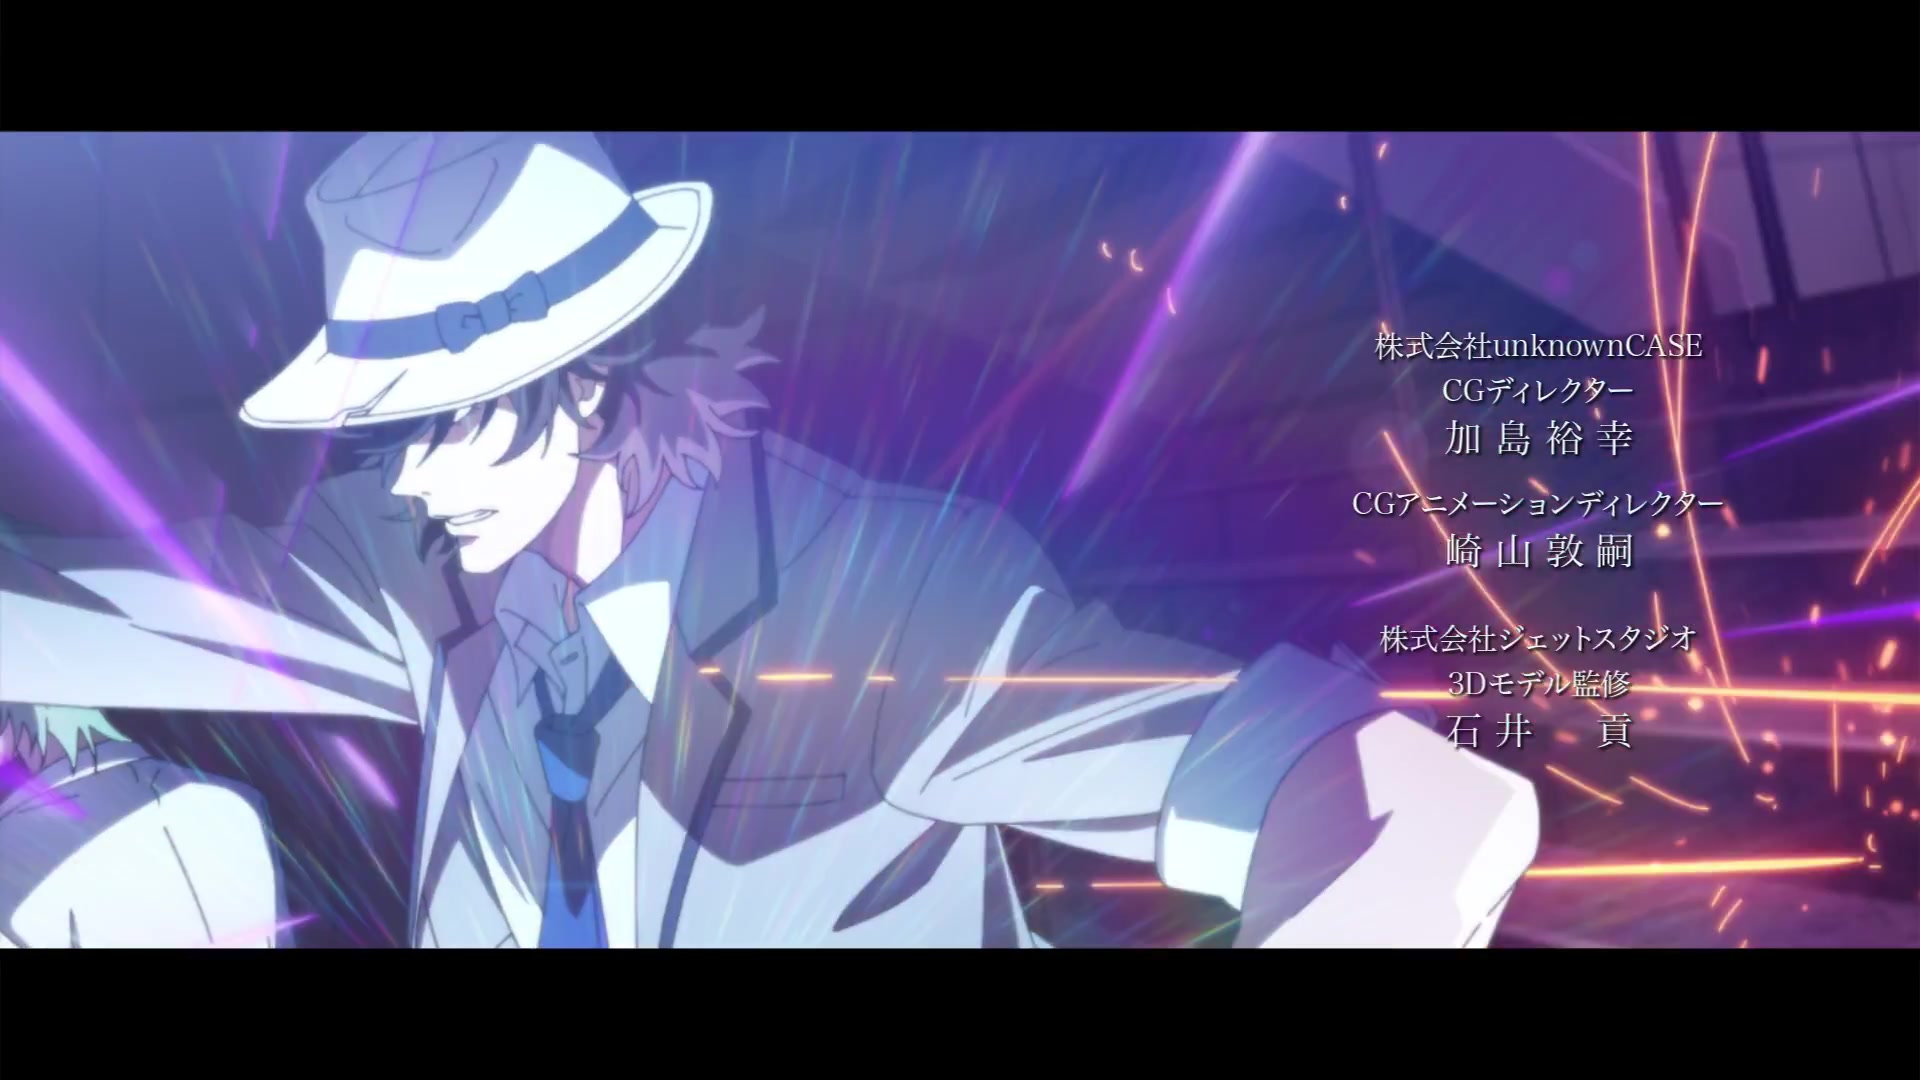 株式会社unknownCASE
CGディレクター
加島裕幸
CGアニメーションディレクター
崎山敦嗣
株式会社ジェットスタジオ
3Dモデル監修
石井 貢